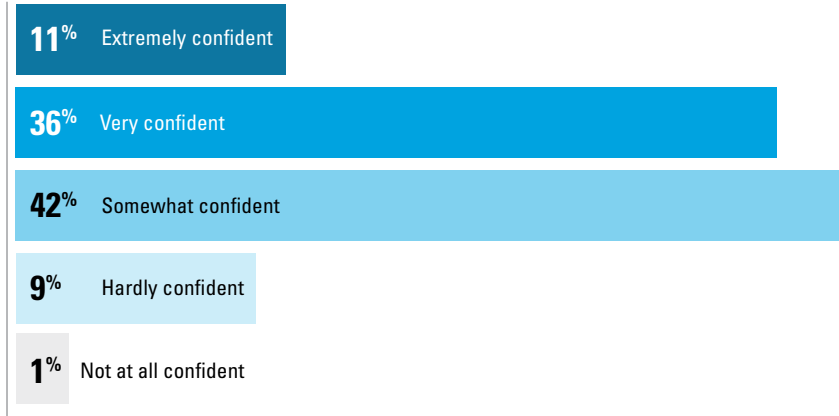 11% Extremely confident
36% Very confident
42% Somewhat confident
9% Hardly confident
1% Not at all confident